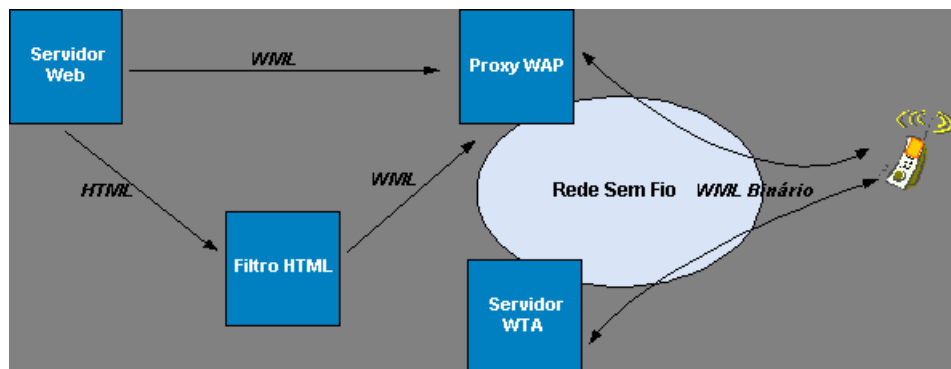 Servidor
Web
WML
Proxy WAP
HTML
WML
Rede Sem Fio
WML Binário
Filtro HTML
Servidor
WTA